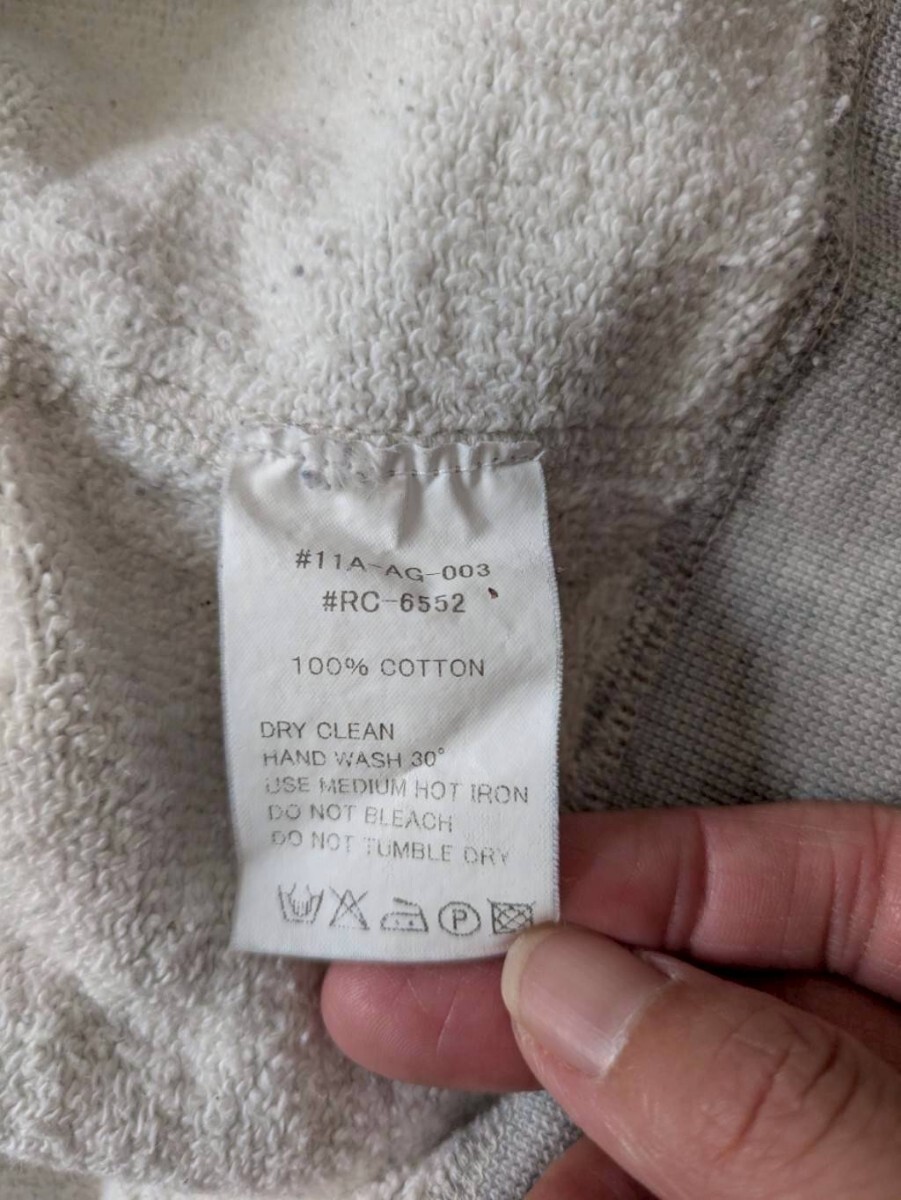 #11A-AG-003
#RC-6552
100% COTTON
DRY CLEAN
HAND WASH 30°
USE MEDIUM HOT IRON
DO NOT BLEACH
DO NOT TUMBLE DRY
P